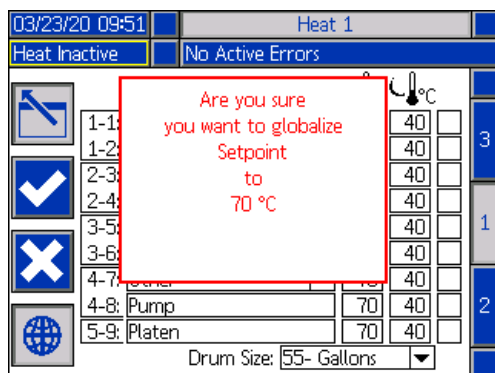 03/23/20 09:51 Heat 1
Heat Inactive No Active Errors
°C
Are you sure
you want to globalize
Setpoint
to
70 °C
1-1: 40
1-2: 40
2-3: 40
2-4: 40
3-5: 40
3-6: 40
4-7: 40
4-8: Pump 70 40
5-9: Platen 70 40
Drum Size: 55- Gallons
3
1
2